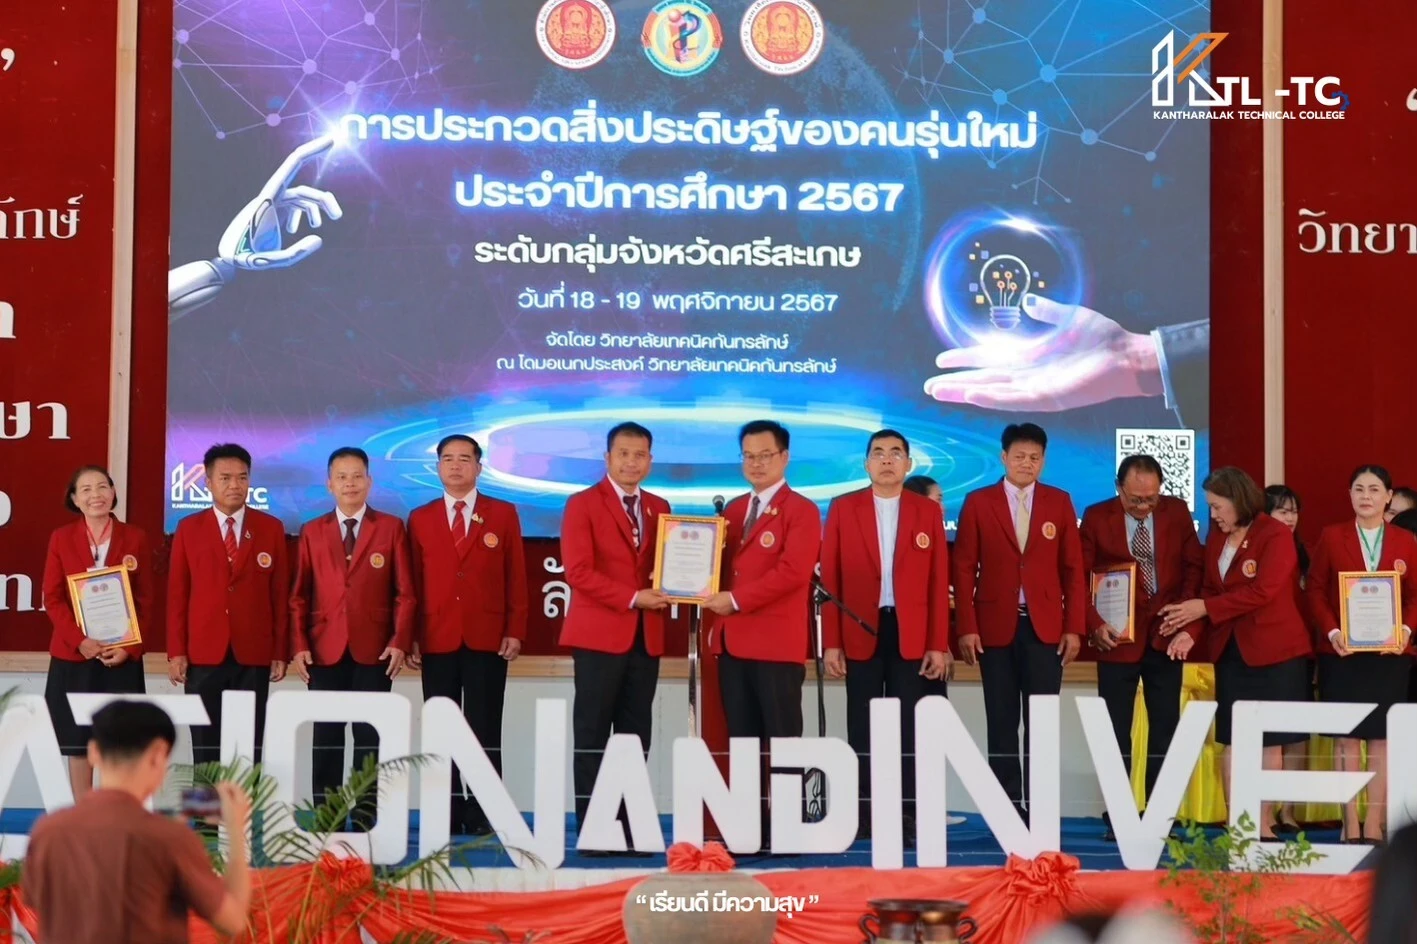 KTL -TC
KANTHARALAK TECHNICAL COLLEGE
การประกวดสิ่งประดิษฐ์ของคนรุ่นใหม่
ประจำปีการศึกษา 2567
ระดับกลุ่มจังหวัดศรีสะเกษ
วันที่ 18 - 19 พฤศจิกายน 2567
จัดโดย วิทยาลัยเทคนิคกันทรลักษ์
ณ โดมอเนกประสงค์ วิทยาลัยเทคนิคกันทรลักษ์
วิทยา
ATION AND INVE
“ เรียนดี มีความสุข ”